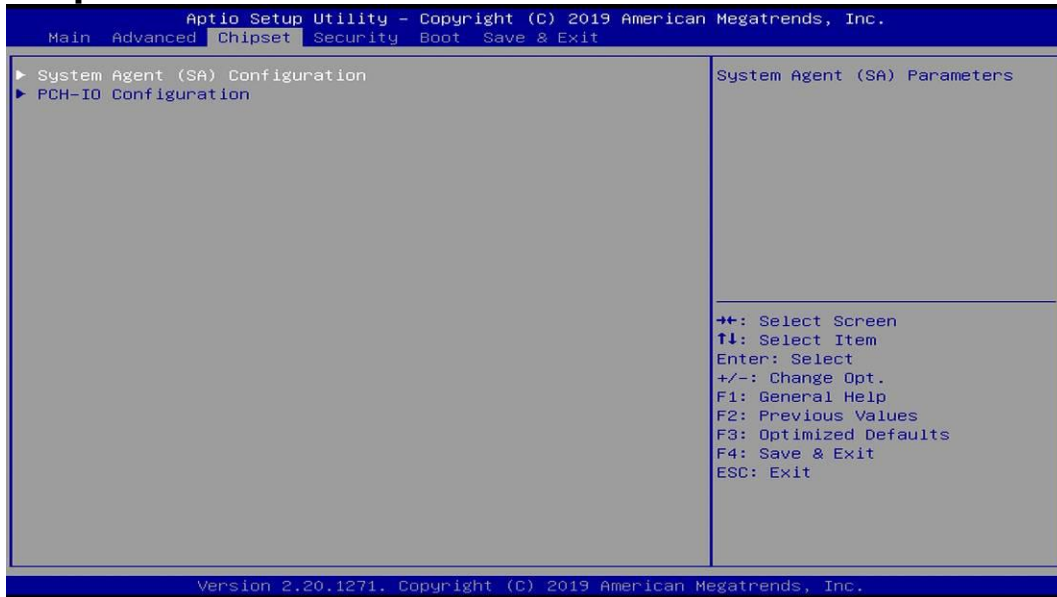 Aptio Setup Utility – Copyright (C) 2019 American Megatrends, Inc.
Main Advanced Chipset Security Boot Save & Exit
▶ System Agent (SA) Configuration
▶ PCH-IO Configuration
System Agent (SA) Parameters
→←: Select Screen
↑↓: Select Item
Enter: Select
+/-: Change Opt.
F1: General Help
F2: Previous Values
F3: Optimized Defaults
F4: Save & Exit
ESC: Exit
Version 2.20.1271. Copyright (C) 2019 American Megatrends, Inc.